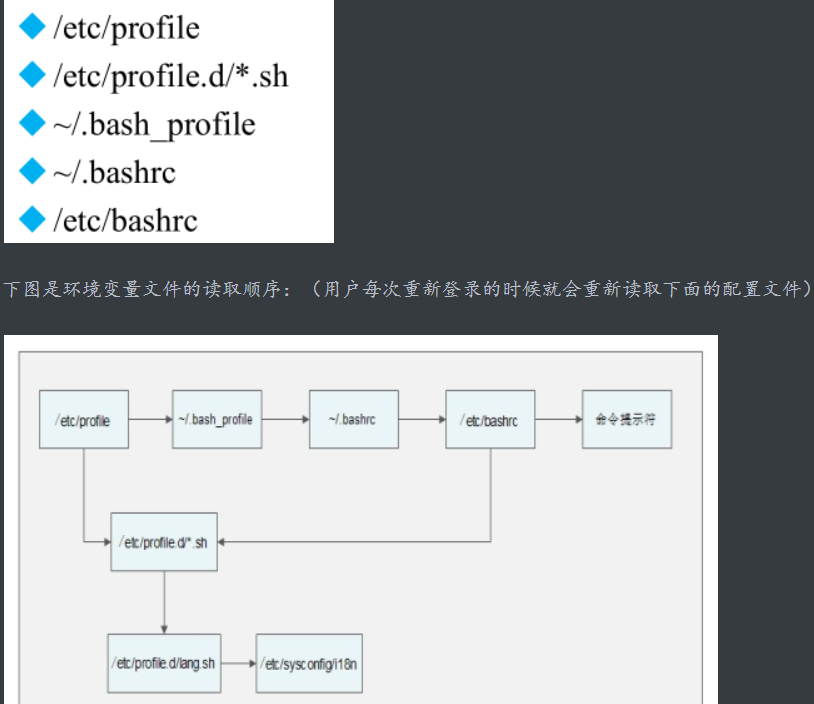 /etc/profile
/etc/profile.d/*.sh
~/.bash_profile
~/.bashrc
/etc/bashrc
下图是环境变量文件的读取顺序：（用户每次重新登录的时候就会重新读取下面的配置文件）
/etc/profile
~/.bash_profile
~/.bashrc
/etc/bashrc
命令提示符
/etc/profile.d/*.sh
/etc/profile.d/lang.sh
/etc/sysconfig/i18n